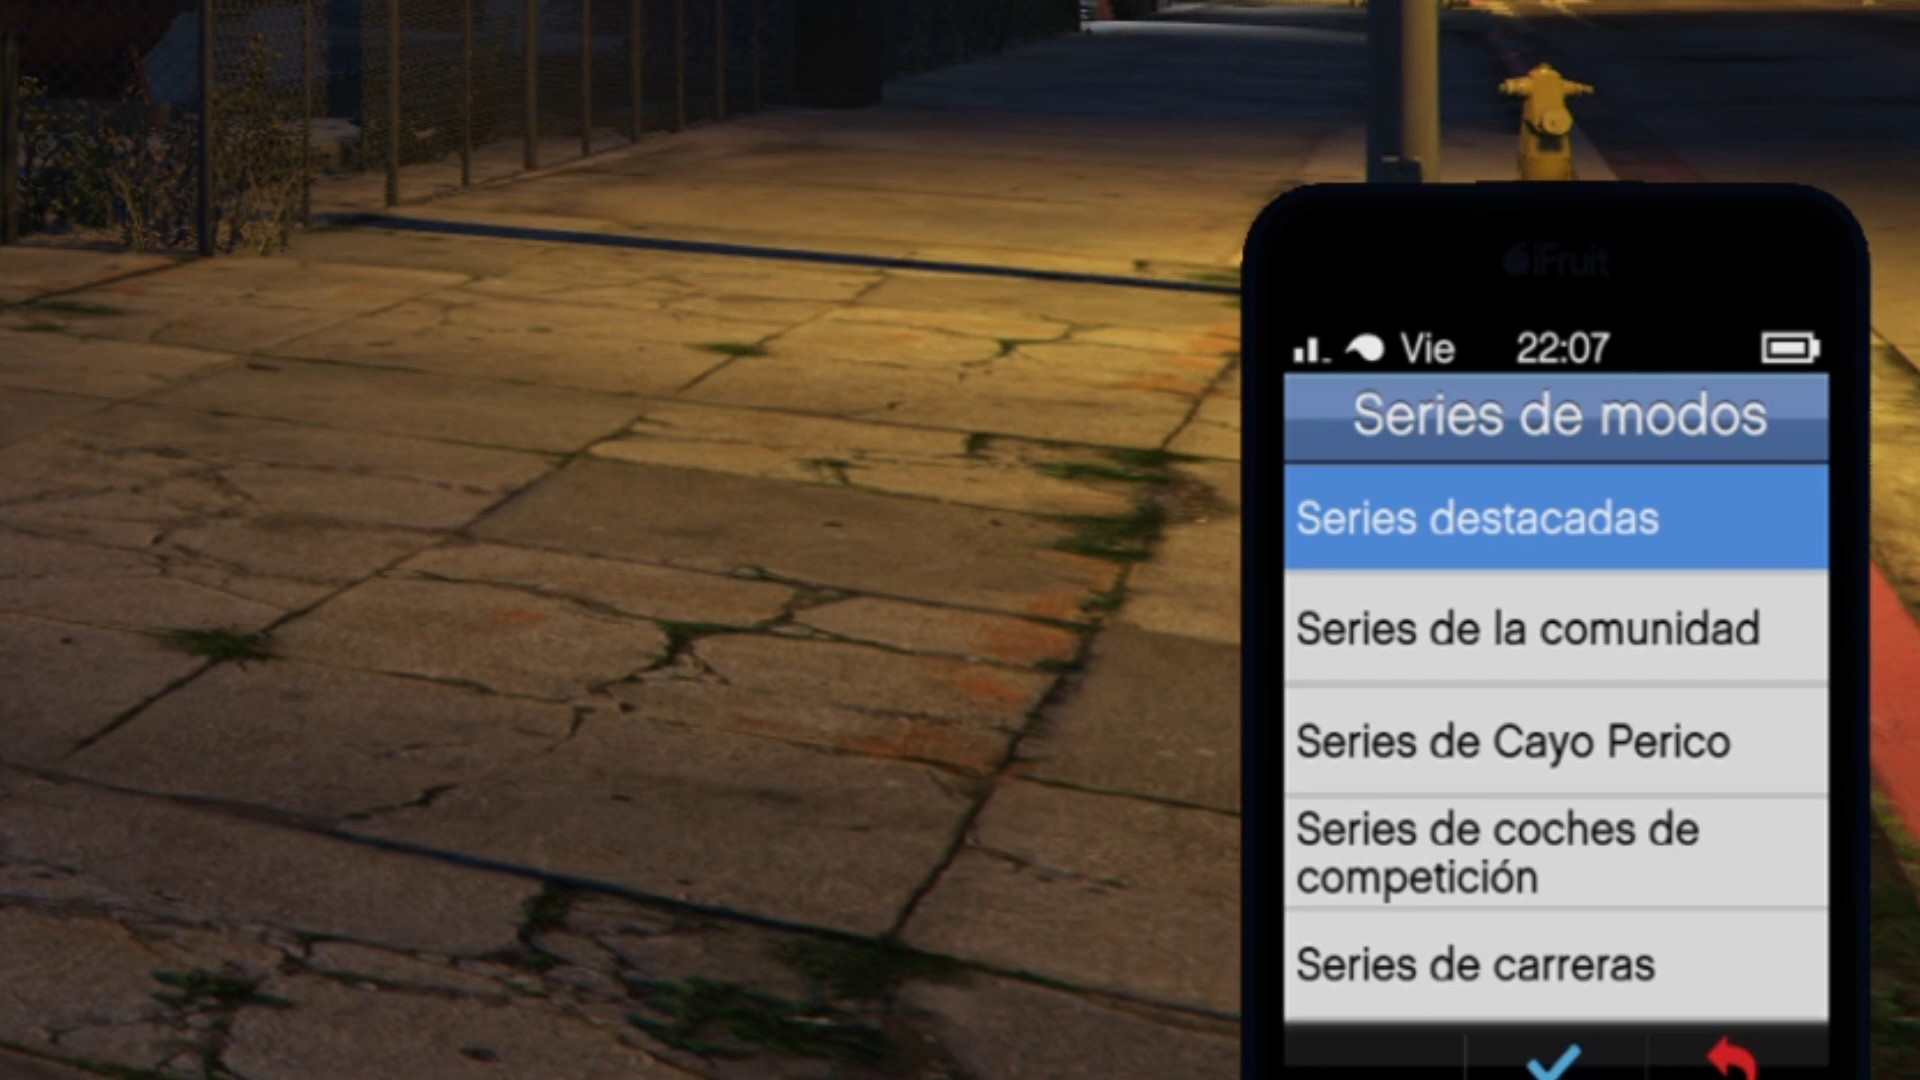 iFruit
Vie 22:07
Series de modos
Series destacadas
Series de la comunidad
Series de Cayo Perico
Series de coches de
competición
Series de carreras